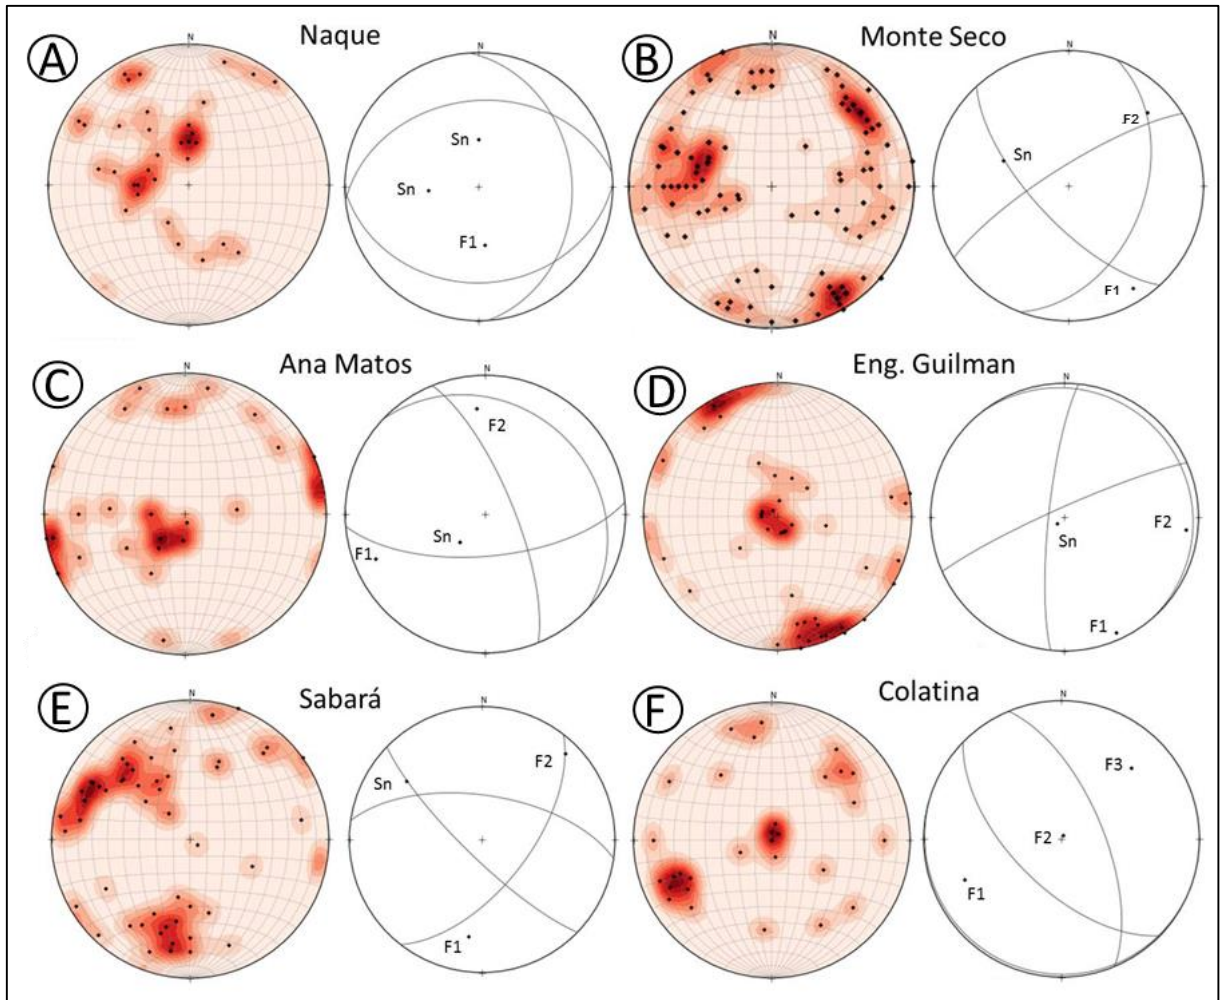 A
Naque
N
N
Sn
Sn
F1
B
Monte Seco
N
N
F2
Sn
F1
C
Ana Matos
N
N
F2
Sn
F1
D
Eng. Guilman
N
N
Sn
F2
F1
E
Sabará
N
N
Sn
F2
F1
F
Colatina
N
N
F3
F2
F1